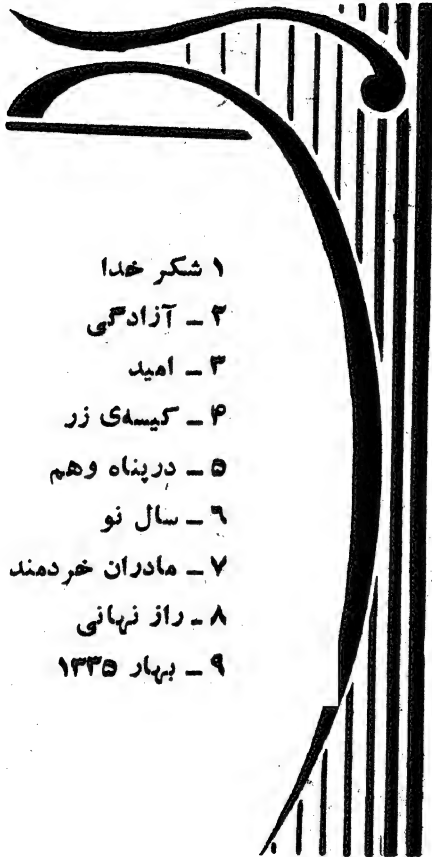 ۱ شکر خدا
۲ ـ آزادگی
۳ ـ امید
۴ ـ کیسه‌ی زر
۵ ـ درپناه وهم
۶ ـ سال نو
۷ ـ مادران خردمند
۸ ـ راز نهانی
۹ ـ بهار ۱۳۳۵